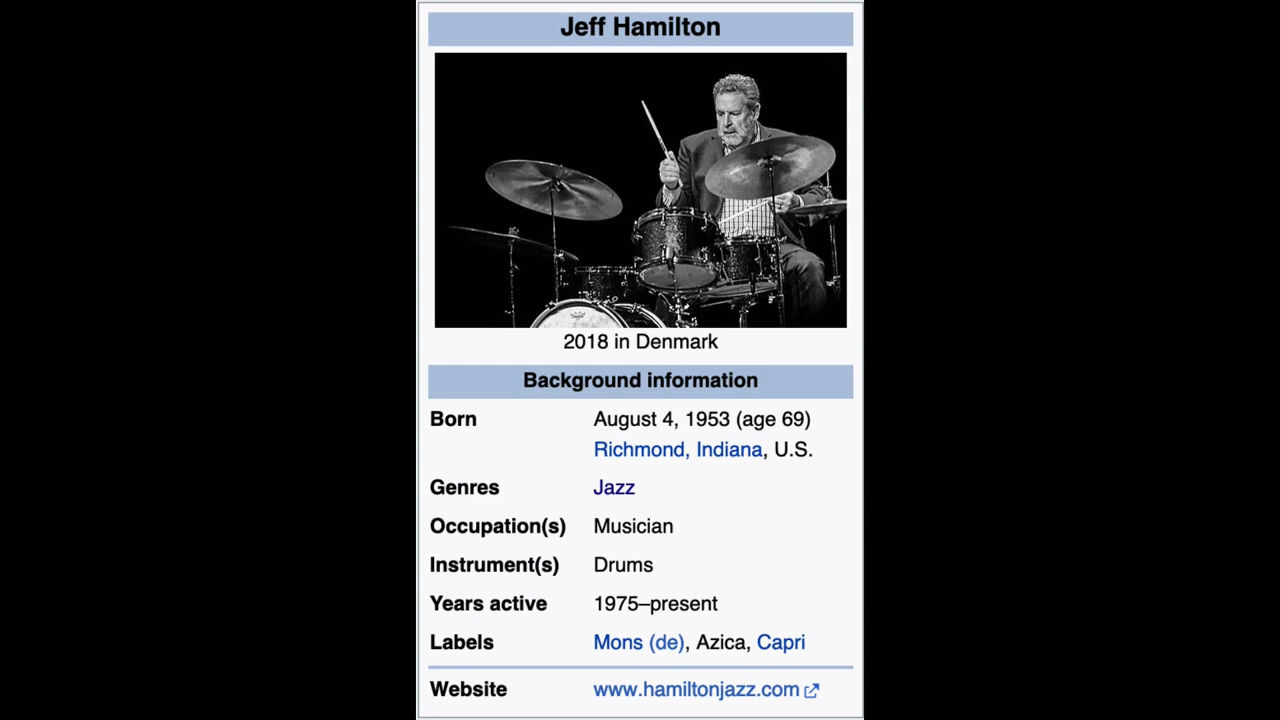 Jeff Hamilton
2018 in Denmark
Background information
Born August 4, 1953 (age 69)
Richmond, Indiana, U.S.
Genres Jazz
Occupation(s) Musician
Instrument(s) Drums
Years active 1975–present
Labels Mons (de), Azica, Capri
Website www.hamiltonjazz.com